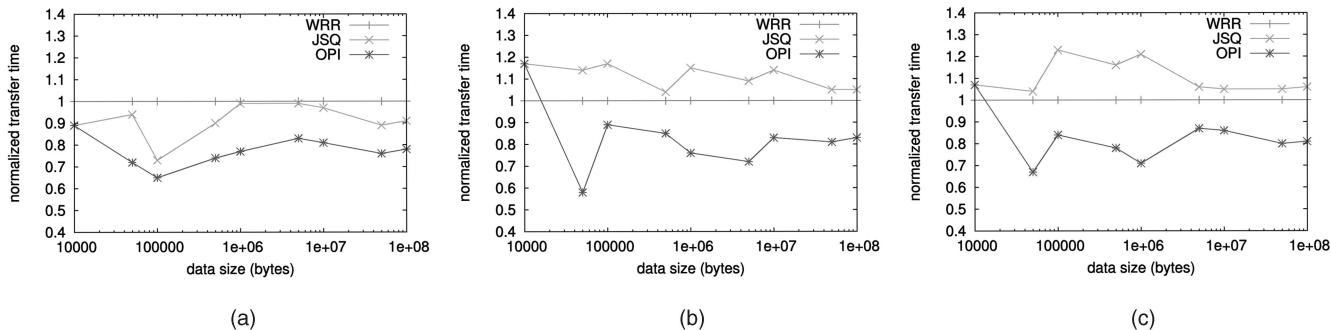 1.4
1.3
1.2
1.1
1
0.9
0.8
0.7
0.6
0.5
0.4
normalized transfer time
WRR
JSQ
OPI
10000 100000 1e+06 1e+07 1e+08
data size (bytes)
(a)
1.4
1.3
1.2
1.1
1
0.9
0.8
0.7
0.6
0.5
0.4
normalized transfer time
WRR
JSQ
OPI
10000 100000 1e+06 1e+07 1e+08
data size (bytes)
(b)
1.4
1.3
1.2
1.1
1
0.9
0.8
0.7
0.6
0.5
0.4
normalized transfer time
WRR
JSQ
OPI
10000 100000 1e+06 1e+07 1e+08
data size (bytes)
(c)